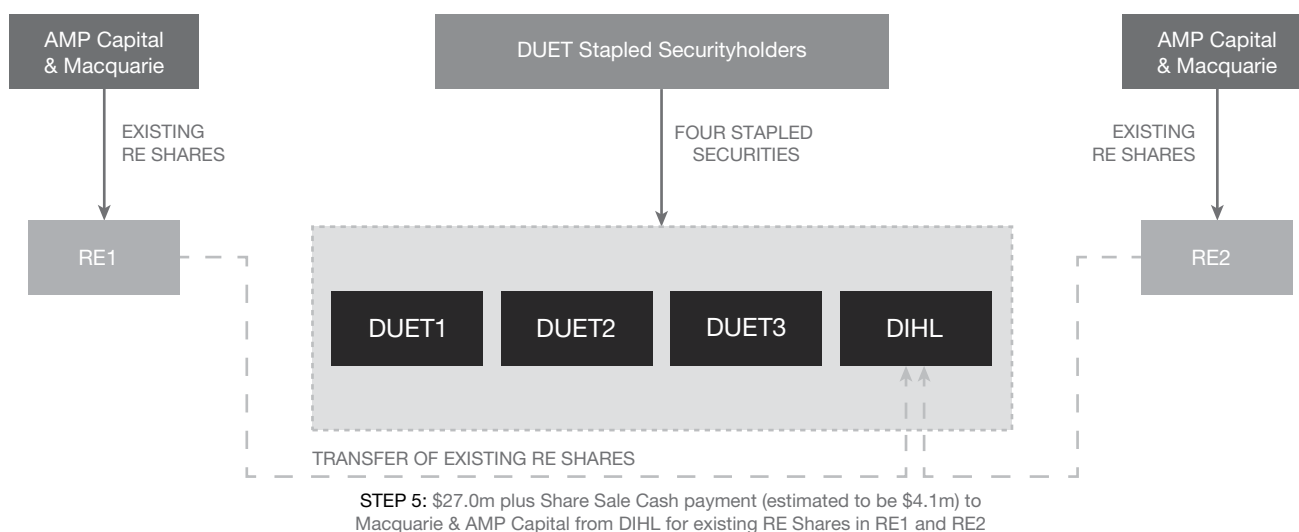 AMP Capital
& Macquarie
DUET Stapled Securityholders
AMP Capital
& Macquarie
EXISTING
RE SHARES
FOUR STAPLED
SECURITIES
EXISTING
RE SHARES
RE1
RE2
DUET1
DUET2
DUET3
DIHL
TRANSFER OF EXISTING RE SHARES
STEP 5: $27.0m plus Share Sale Cash payment (estimated to be $4.1m) to
Macquarie & AMP Capital from DIHL for existing RE Shares in RE1 and RE2